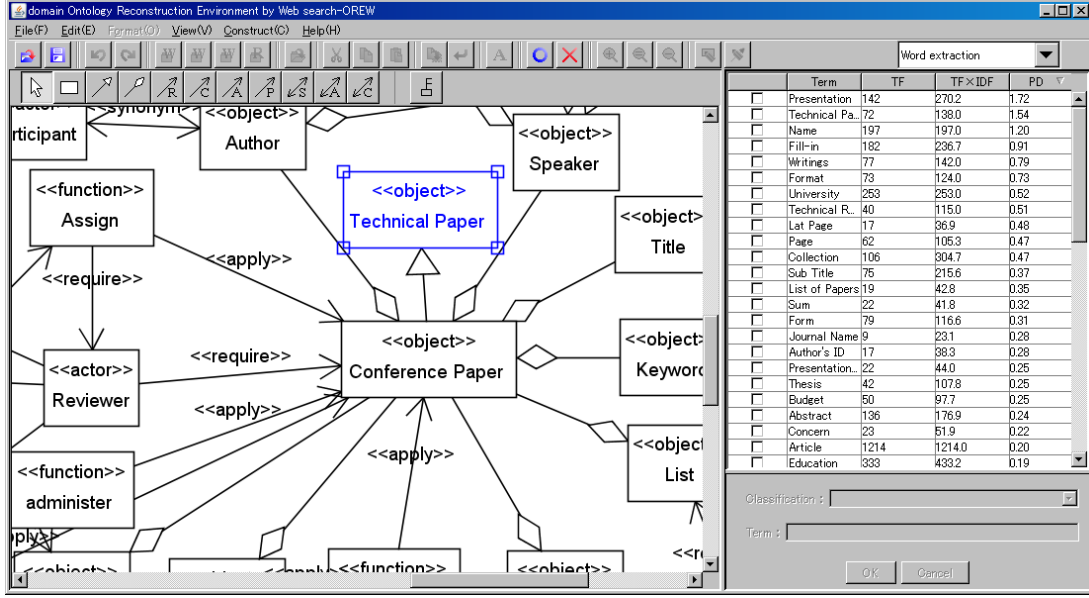 domain Ontology Reconstruction Environment by Web search-OREW
File(F) Edit(E) Format(O) View(V) Construct(C) Help(H)
Word extraction
R C A P S A C
<<synonym>>
<<object>>
Author
rticipant
<<object>>
Speaker
<<function>>
Assign
<<object>>
Technical Paper
<<object>
Title
<<apply>>
<<require>>
<<object>>
Conference Paper
<<require>>
<<actor>>
Reviewer
<<object>
Keyword
<<apply>>
<<apply>>
<<object
List
<<function>>
administer
pply>>
<<object>>
<<apply
<<function>>
<<object>>
<<re
Term TF TF×IDF PD
Presentation 142 270.2 1.72
Technical Pa... 72 138.0 1.54
Name 197 197.0 1.20
Fill-in 182 236.7 0.91
Writings 77 142.0 0.79
Format 73 124.0 0.73
University 253 253.0 0.52
Technical R... 40 115.0 0.51
Lat Page 17 36.9 0.48
Page 62 105.3 0.47
Collection 106 304.7 0.47
Sub Title 75 215.6 0.37
List of Papers 19 42.8 0.35
Sum 22 41.8 0.32
Form 79 116.6 0.31
Journal Name 9 23.1 0.28
Author's ID 17 38.3 0.28
Presentation... 22 44.0 0.25
Thesis 42 107.8 0.25
Budget 50 97.7 0.25
Abstract 136 176.9 0.24
Concern 23 51.9 0.22
Article 1214 1214.0 0.20
Education 333 433.2 0.19
Classification :
Term :
OK Cancel